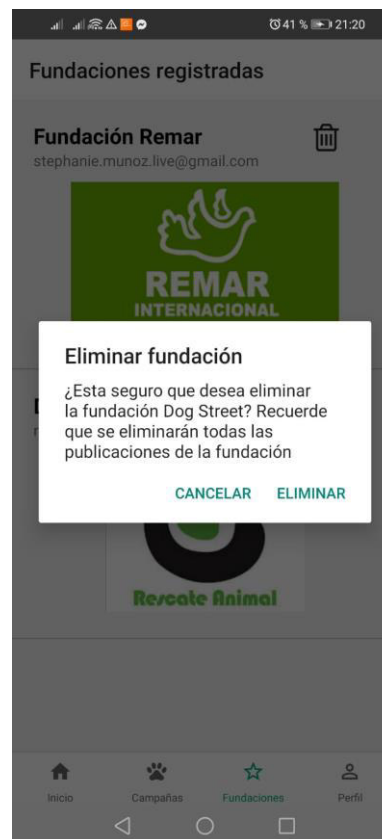 41 % 21:20
Fundaciones registradas
Fundación Remar
stephanie.munoz.live@gmail.com
REMAR
INTERNACIONAL
Eliminar fundación
¿Esta seguro que desea eliminar
la fundación Dog Street? Recuerde
que se eliminarán todas las
publicaciones de la fundación
CANCELAR ELIMINAR
Rescate Animal
Inicio Campañas Fundaciones Perfil